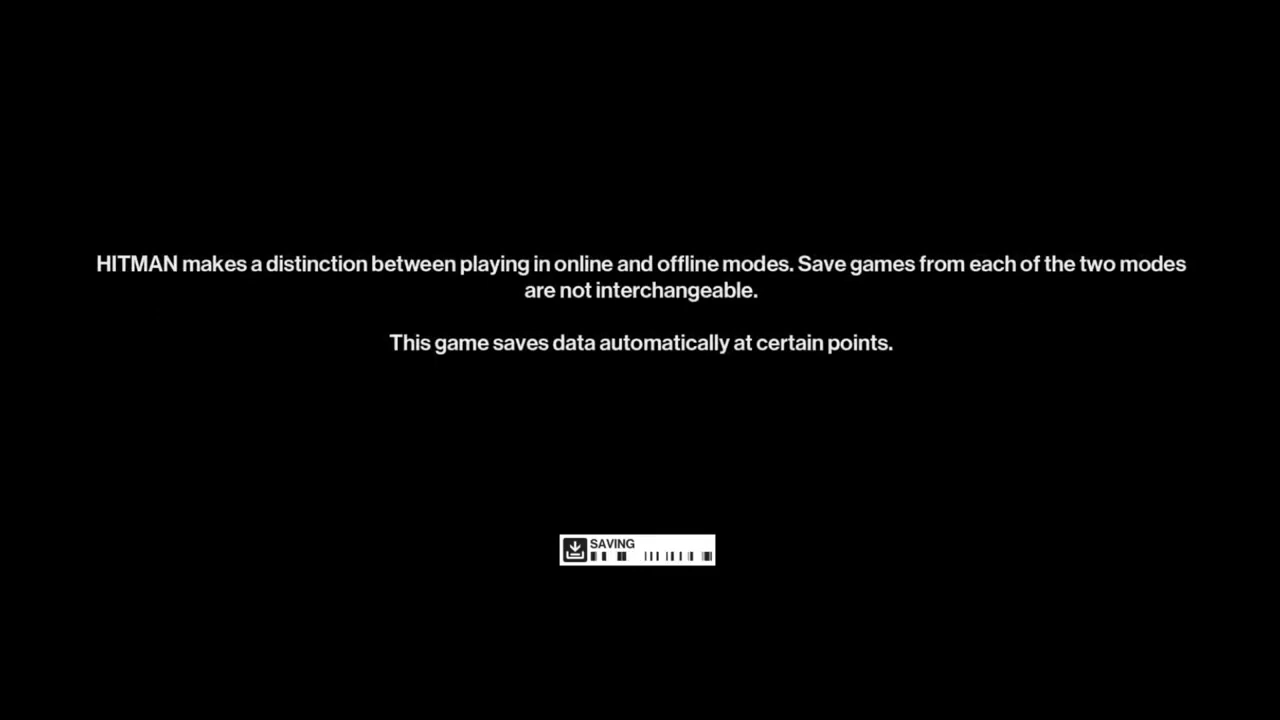 HITMAN makes a distinction between playing in online and offline modes. Save games from each of the two modes
are not interchangeable.
This game saves data automatically at certain points.
SAVING